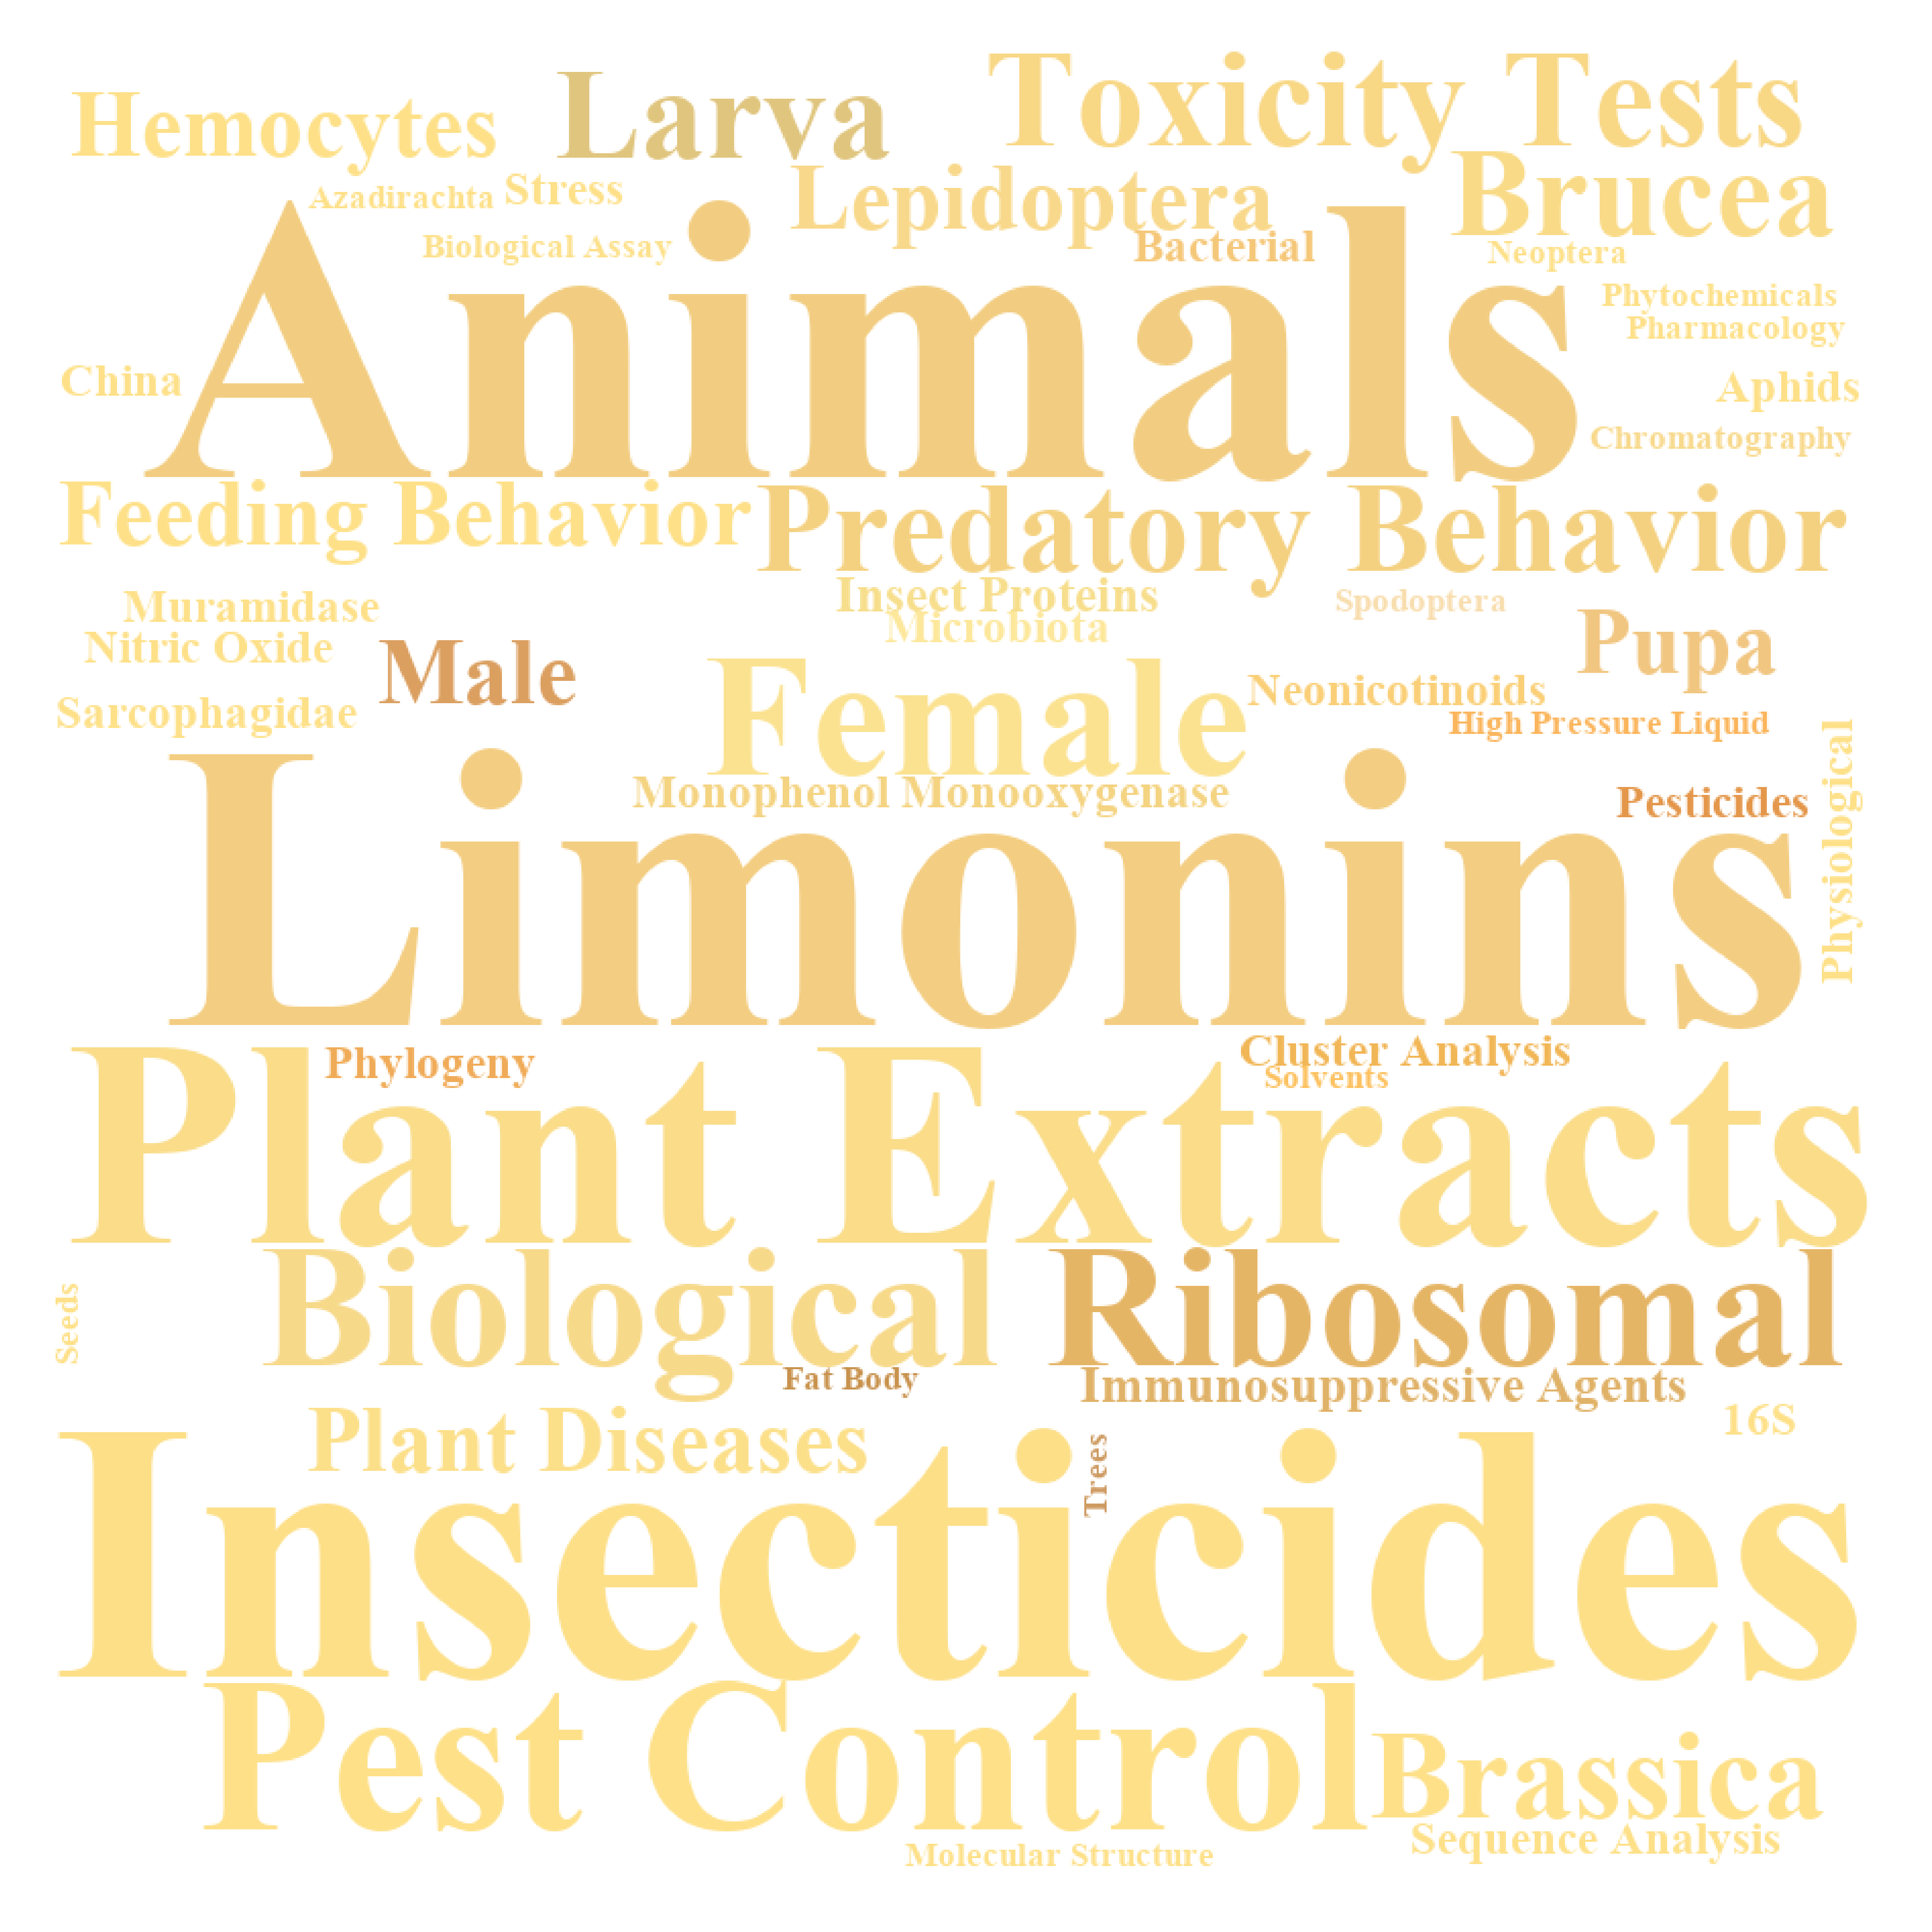 Toxicity Tests
Larva
Hemocytes
Lepidoptera
Brucea
Azadirachta
Stress
Biological Assay
Bacterial
Neoptera
Animals
Phytochemicals
Pharmacology
China
Aphids
Chromatography
Feeding Behavior
Predatory Behavior
Muramidase
Insect Proteins
Spodoptera
Microbiota
Nitric Oxide
Male
Pupa
Female
Neonicotinoids
Sarcophagidae
High Pressure Liquid
Monophenol Monooxygenase
Pesticides
Physiological
Limonins
Phylogeny
Cluster Analysis
Solvents
Plant Extracts
Biological
Ribosomal
Seeds
Fat Body
Immunosuppressive Agents
Plant Diseases
16S
Trees
Insecticides
Pest Control
Brassica
Sequence Analysis
Molecular Structure